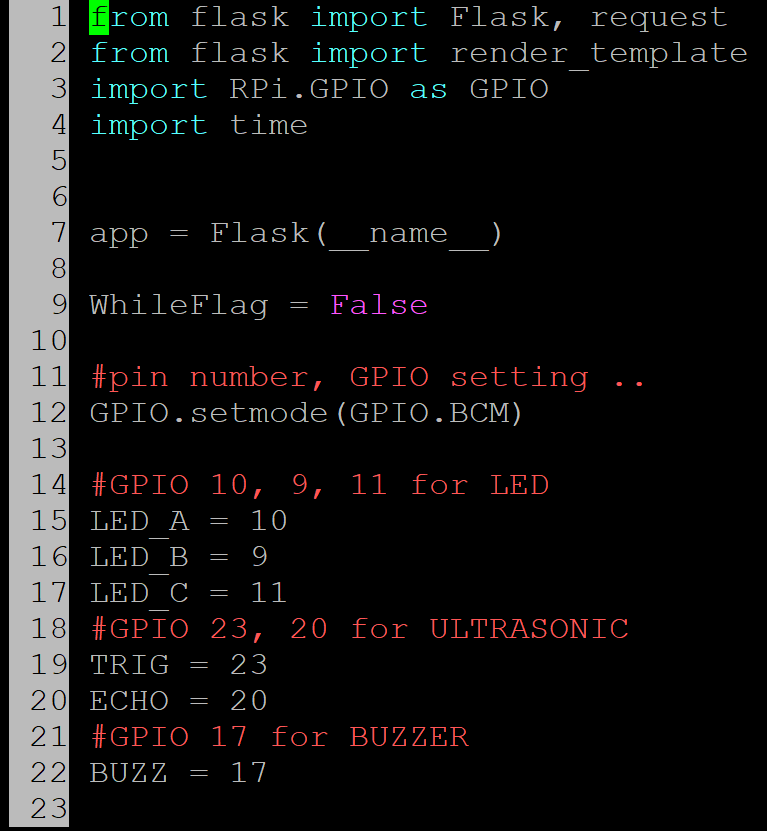 1 from flask import Flask, request
2 from flask import render_template
3 import RPi.GPIO as GPIO
4 import time
5
6
7 app = Flask(__name__)
8
9 WhileFlag = False
10
11 #pin number, GPIO setting ..
12 GPIO.setmode(GPIO.BCM)
13
14 #GPIO 10, 9, 11 for LED
15 LED_A = 10
16 LED_B = 9
17 LED_C = 11
18 #GPIO 23, 20 for ULTRASONIC
19 TRIG = 23
20 ECHO = 20
21 #GPIO 17 for BUZZER
22 BUZZ = 17
23